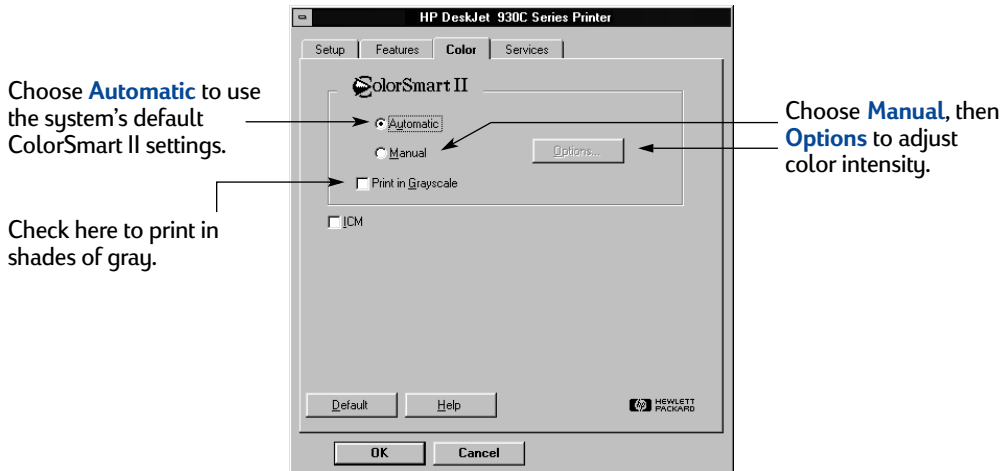 HP DeskJet 930C Series Printer
Setup Features Color Services
ColorSmart II
Automatic
Manual
Options...
Print in Grayscale
ICM
Default Help
HEWLETT
PACKARD
OK Cancel
Choose Automatic to use
the system's default
ColorSmart II settings.
Check here to print in
shades of gray.
Choose Manual, then
Options to adjust
color intensity.